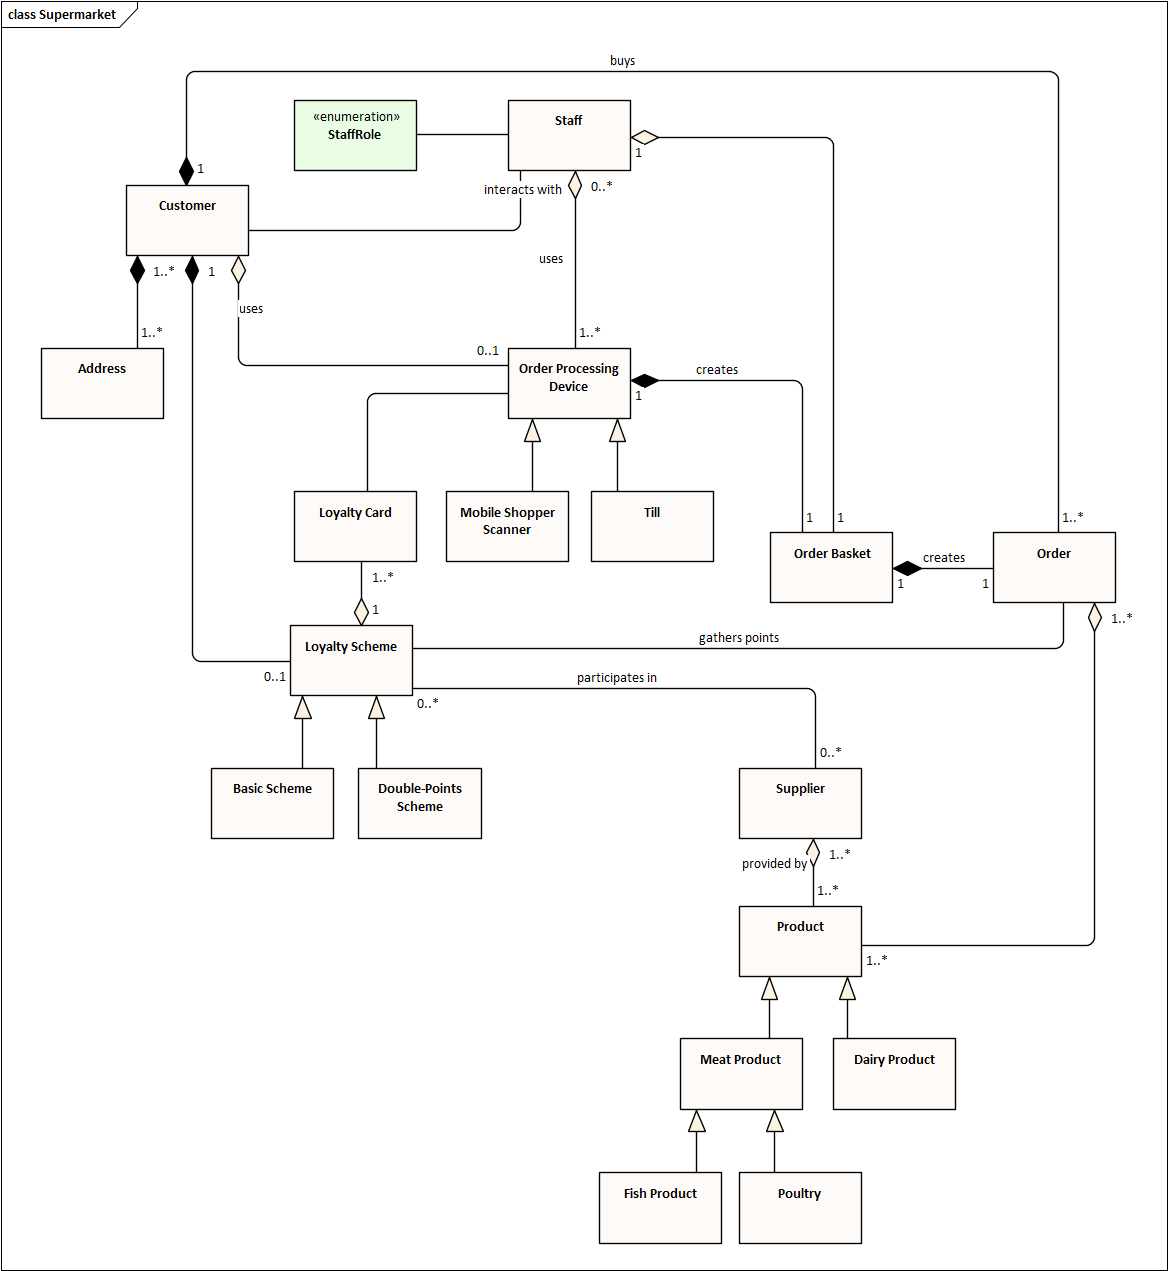 class Supermarket
buys
«enumeration»
StaffRole
Staff
1
1
interacts with
0..*
Customer
1..*
1
uses
uses
1..*
0..1
1..*
Address
Order Processing
Device
creates
1
Loyalty Card
Mobile Shopper
Scanner
Till
1
1
1..*
Order Basket
creates
Order
1
1
1..*
1
1..*
Loyalty Scheme
gathers points
0..1
participates in
0..*
0..*
Basic Scheme
Double-Points
Scheme
Supplier
1..*
provided by
1..*
Product
1..*
Meat Product
Dairy Product
Fish Product
Poultry